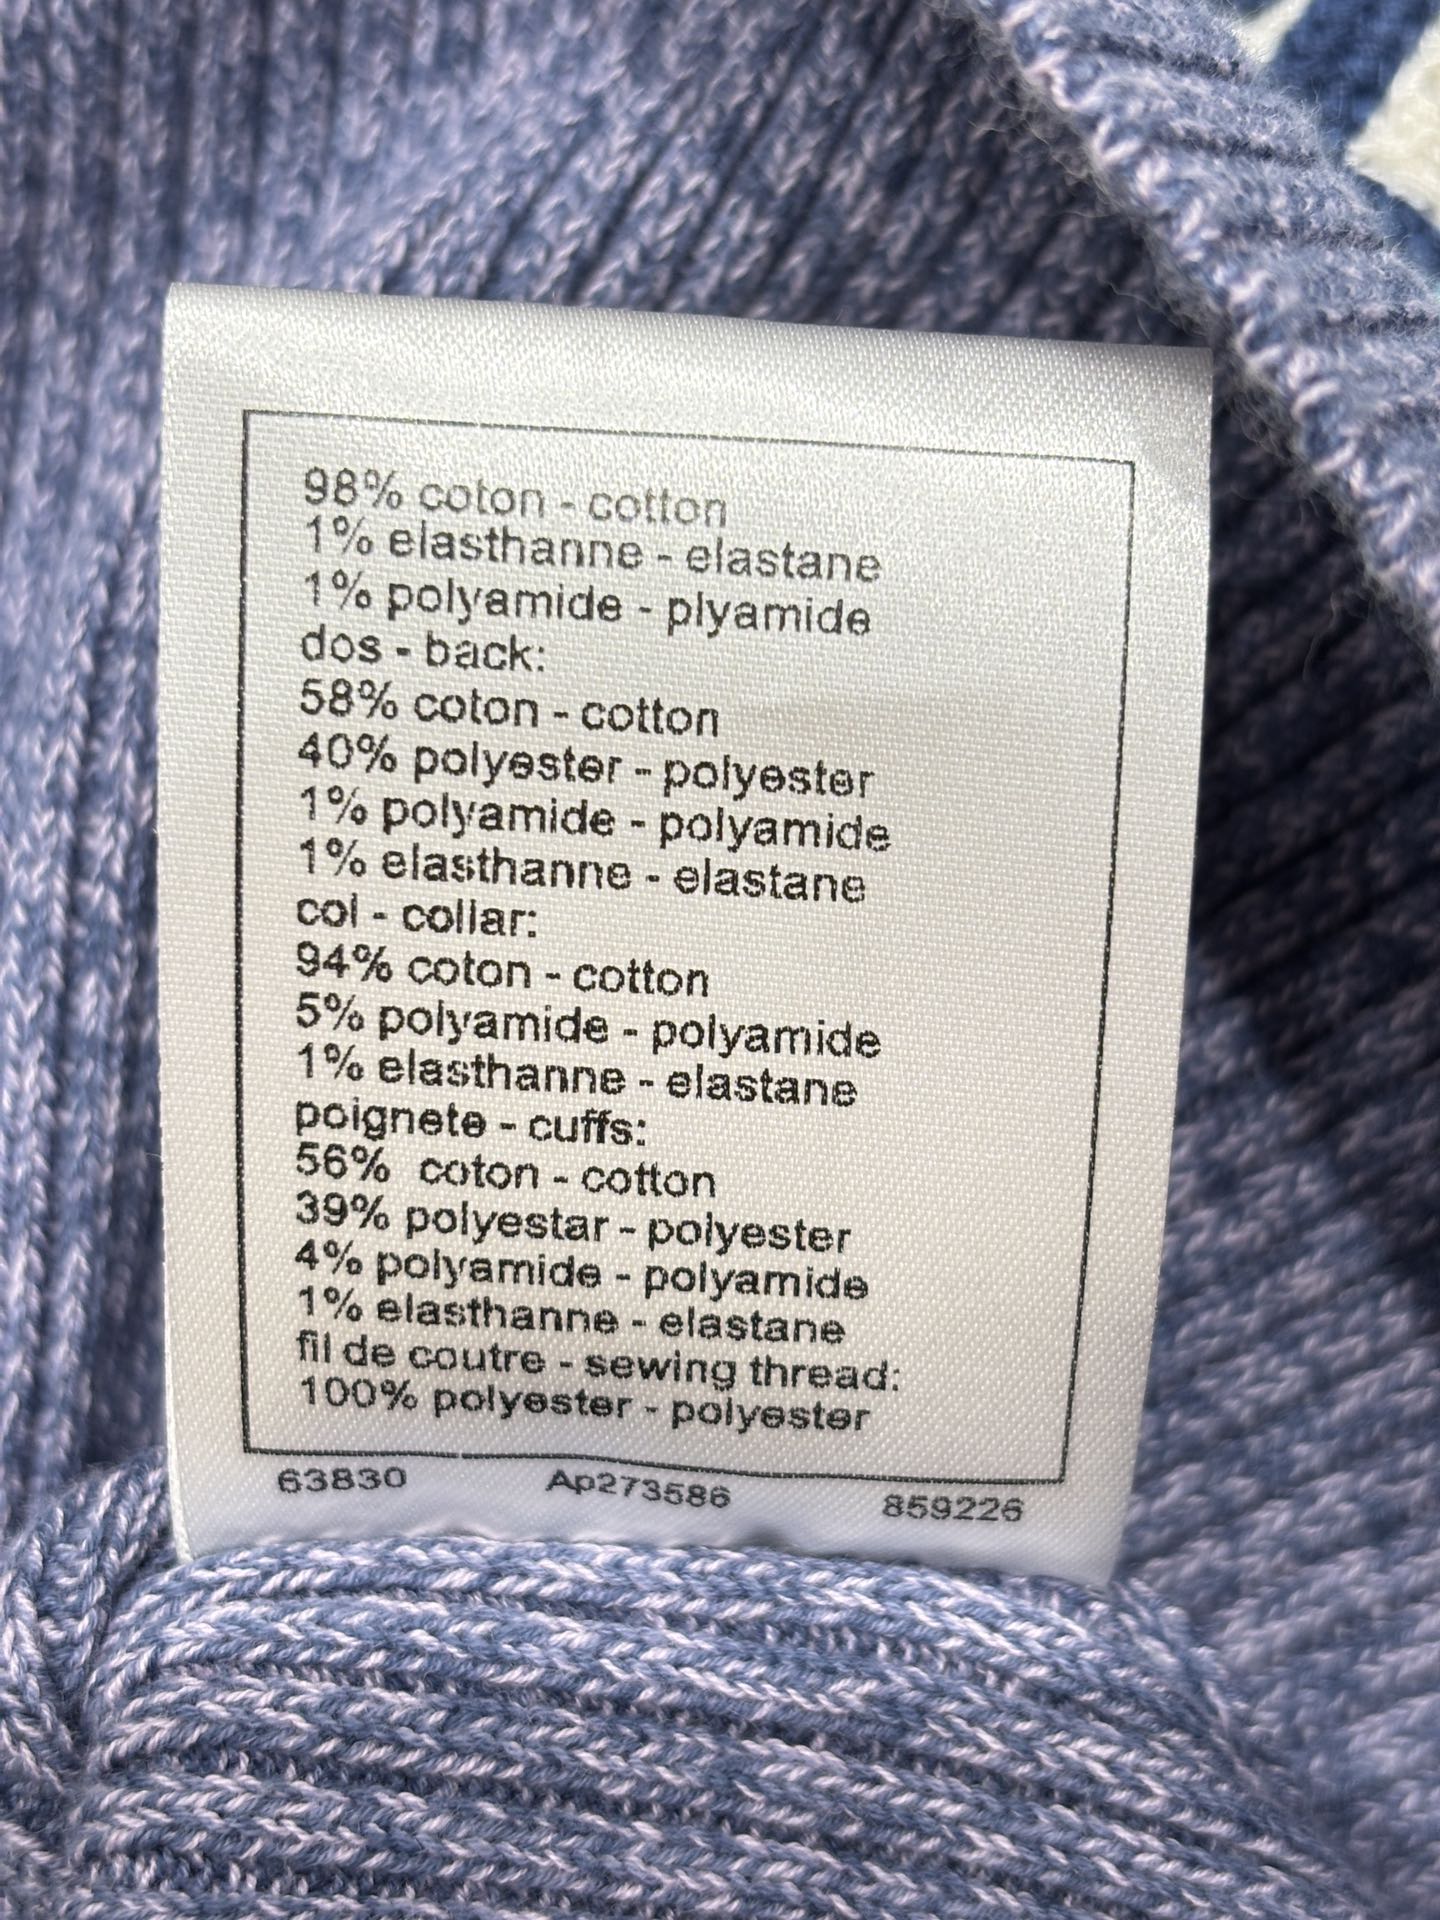 98% coton - cotton
1% elasthanne - elastane
1% polyamide - plyamide
dos - back:
58% coton - cotton
40% polyester - polyester
1% polyamide - polyamide
1% elasthanne - elastane
col - collar:
94% coton - cotton
5% polyamide - polyamide
1% elasthanne - elastane
poignete - cuffs:
56% coton - cotton
39% polyestar - polyester
4% polyamide - polyamide
1% elasthanne - elastane
fil de coutre - sewing thread:
100% polyester - polyester
63830 Ap273586 859226